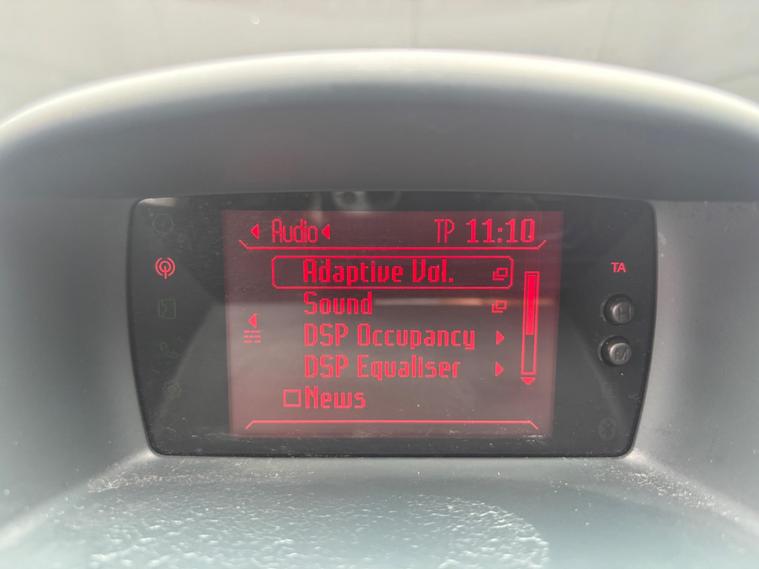 Audio TP 11:10
TA
Adaptive Vol.
Sound
DSP Occupancy
DSP Equaliser
News